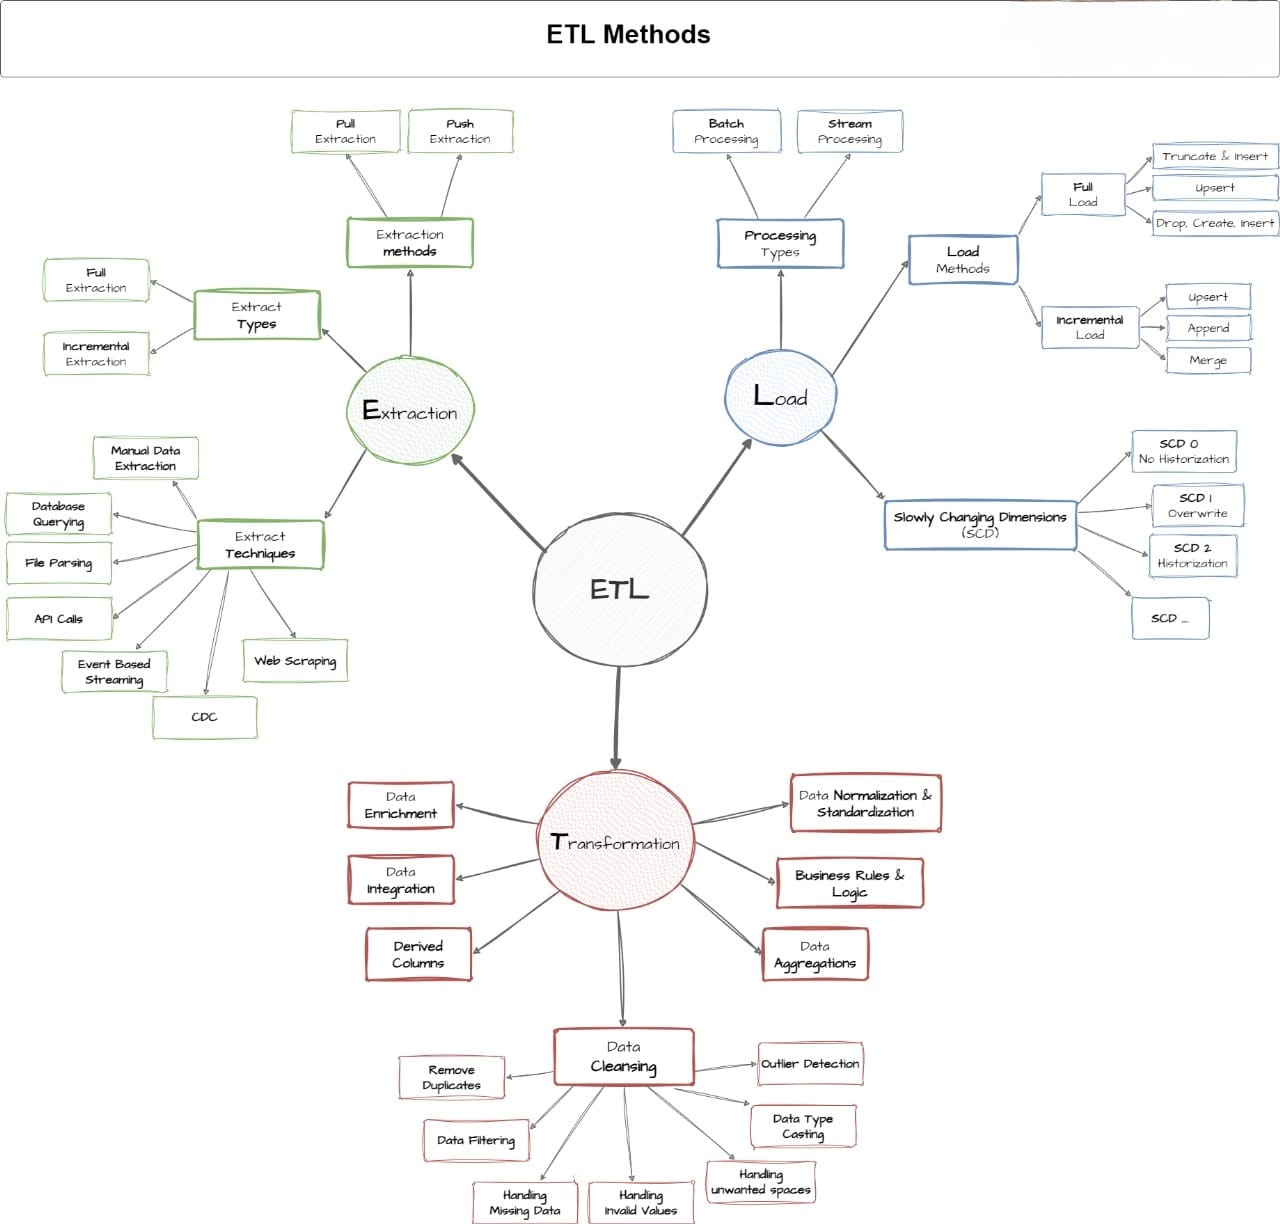 ETL Methods
Pull
Extraction
Push
Extraction
Extraction
methods
Full
Extraction
Incremental
Extraction
Extract
Types
Extraction
Manual Data
Extraction
Database
Querying
File Parsing
API Calls
Event Based
Streaming
CDC
Web Scraping
Extract
Techniques
Batch
Processing
Stream
Processing
Processing
Types
Load
Load
Methods
Full
Load
Truncate & Insert
Upsert
Drop, Create, Insert
Incremental
Load
Upsert
Append
Merge
Slowly Changing Dimensions
(SCD)
SCD 0
No Historization
SCD 1
Overwrite
SCD 2
Historization
SCD ...
ETL
Transformation
Data
Enrichment
Data
Integration
Derived
Columns
Data Normalization &
Standardization
Business Rules &
Logic
Data
Aggregations
Data
Cleansing
Remove
Duplicates
Data Filtering
Handling
Missing Data
Handling
Invalid Values
Handling
unwanted spaces
Data Type
Casting
Outlier Detection